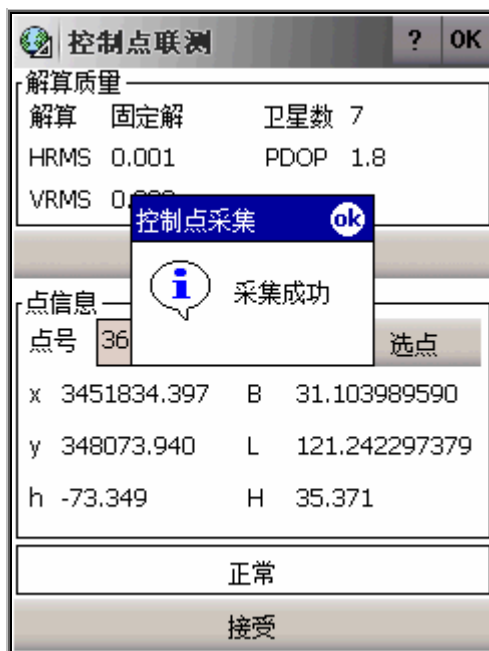 控制点联测 ? OK
解算质量
解算 固定解 卫星数 7
HRMS 0.001 PDOP 1.8
VRMS
控制点采集 ok
采集成功
点信息
点号 36 选点
x 3451834.397 B 31.103989590
y 348073.940 L 121.242297379
h -73.349 H 35.371
正常
接受